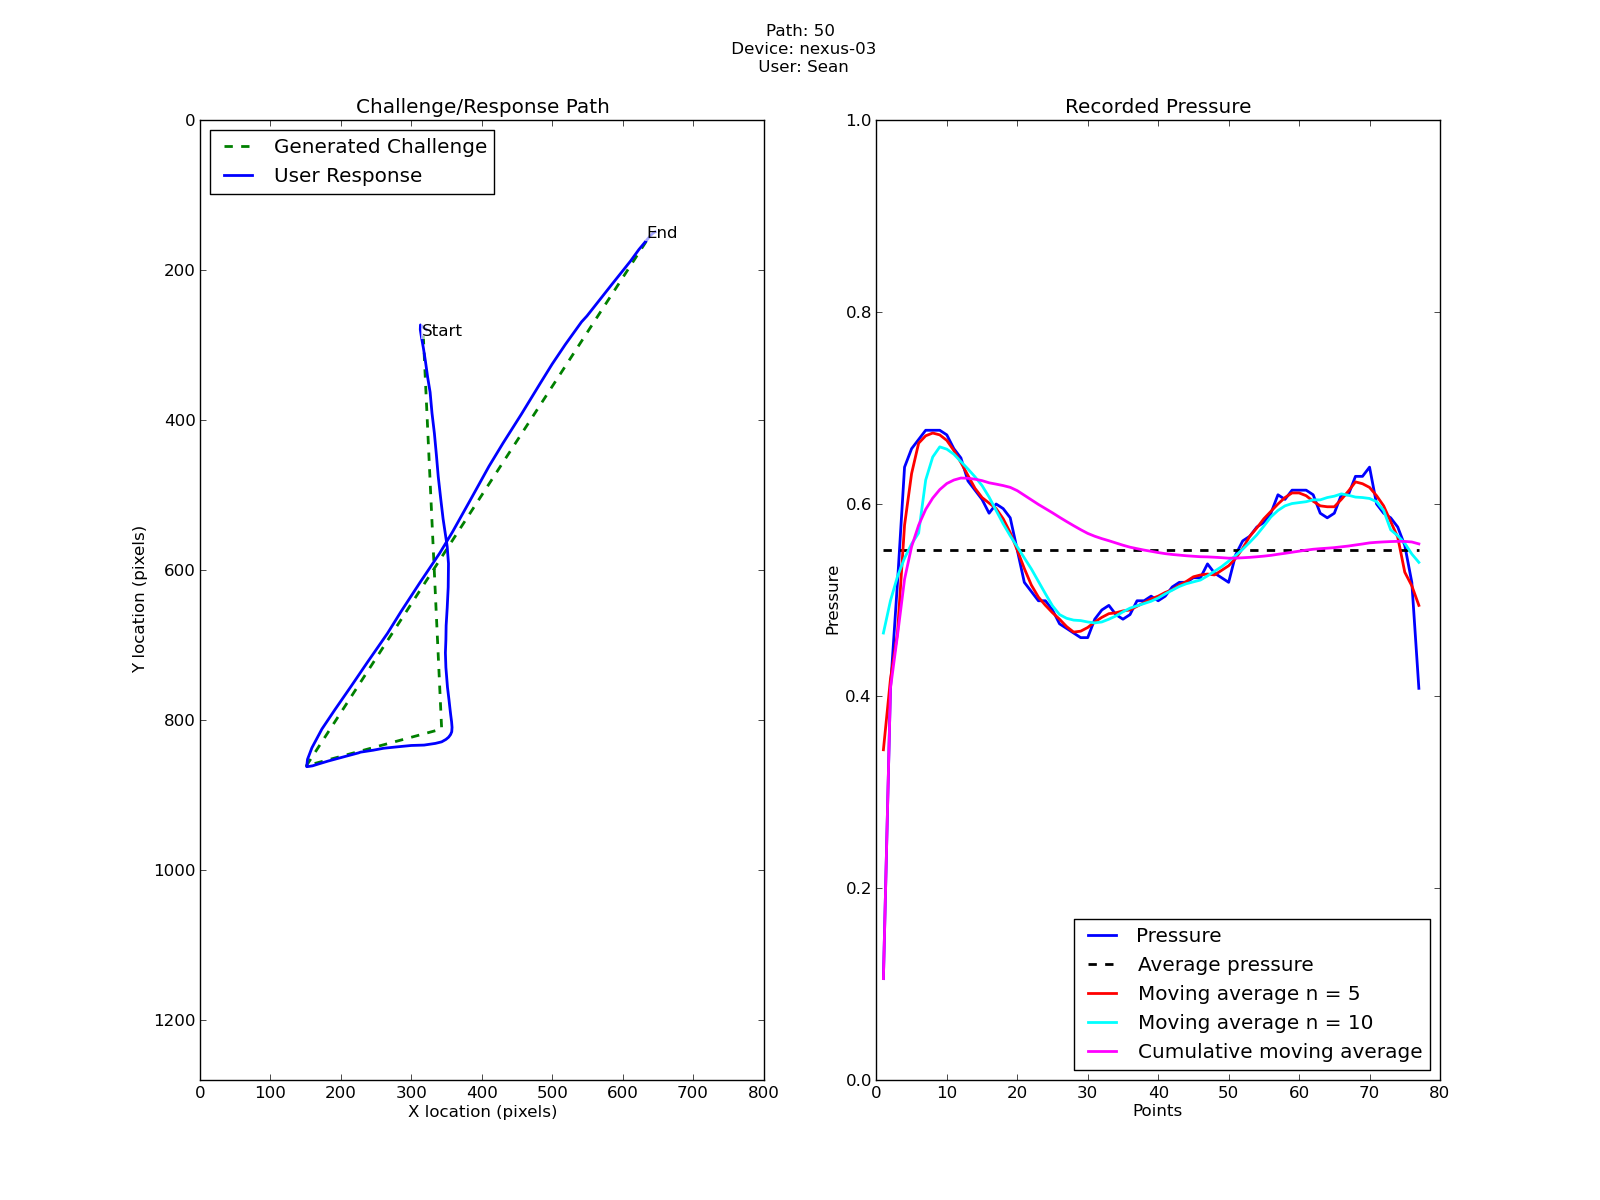 Path: 50
Device: nexus-03
User: Sean
Challenge/Response Path
Generated Challenge
User Response
Start
End
0
200
400
600
800
1000
1200
Y location (pixels)
0 100 200 300 400 500 600 700 800
X location (pixels)
Recorded Pressure
1.0
0.8
0.6
0.4
0.2
0.0
Pressure
Pressure
Average pressure
Moving average n = 5
Moving average n = 10
Cumulative moving average
0 10 20 30 40 50 60 70 80
Points